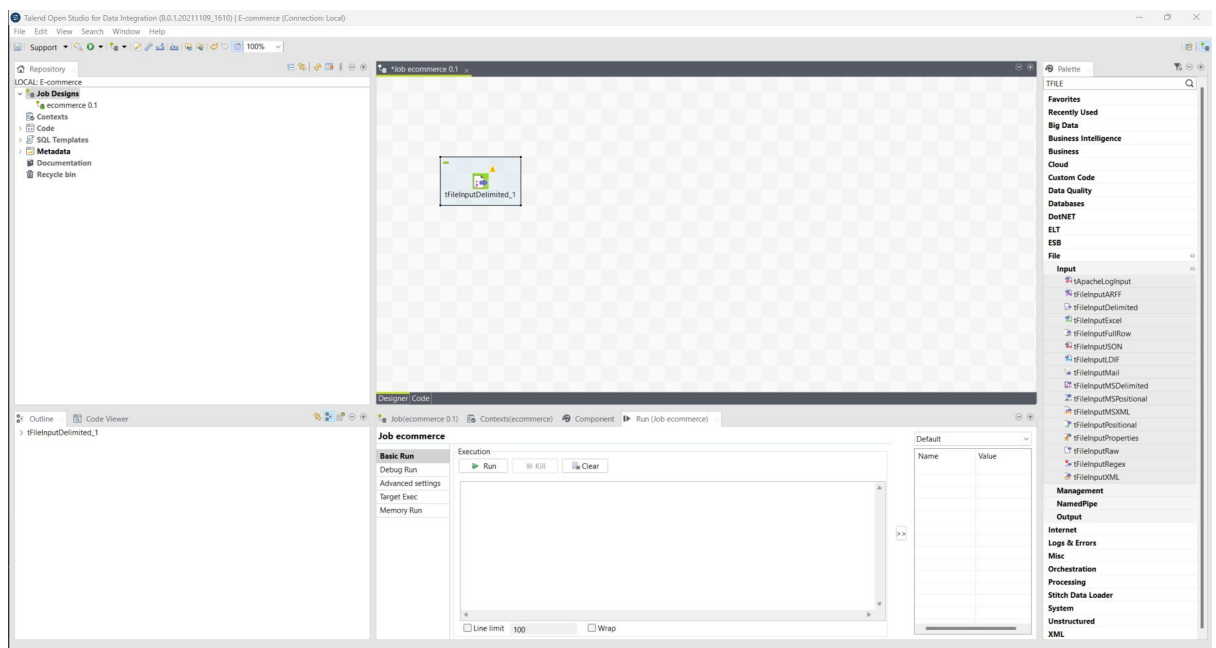 Talend Open Studio for Data Integration (8.0.1.20211109_1610) | E-commerce (Connection: Local)
File Edit View Search Window Help
Support 100%
Repository
LOCAL: E-commerce
Job Designs
ecommerce 0.1
Contexts
Code
SQL Templates
Metadata
Documentation
Recycle bin
*Job ecommerce 0.1
tFileInputDelimited_1
Designer Code
Palette
TFILE
Favorites
Recently Used
Big Data
Business Intelligence
Business
Cloud
Custom Code
Data Quality
Databases
DotNET
ELT
ESB
File
Input
tApacheLogInput
tFileInputARFF
tFileInputDelimited
tFileInputExcel
tFileInputFullRow
tFileInputJSON
tFileInputLDIF
tFileInputMail
tFileInputMSDelimited
tFileInputMSPositional
tFileInputMSXML
tFileInputPositional
tFileInputProperties
tFileInputRaw
tFileInputRegex
tFileInputXML
Management
NamedPipe
Output
Internet
Logs & Errors
Misc
Orchestration
Processing
Stitch Data Loader
System
Unstructured
XML
Outline Code Viewer
tFileInputDelimited_1
Job(ecommerce 0.1) Contexts(ecommerce) Component Run (Job ecommerce)
Job ecommerce
Basic Run
Debug Run
Advanced settings
Target Exec
Memory Run
Execution
Run Kill Clear
Line limit 100 Wrap
>>
Default
Name Value